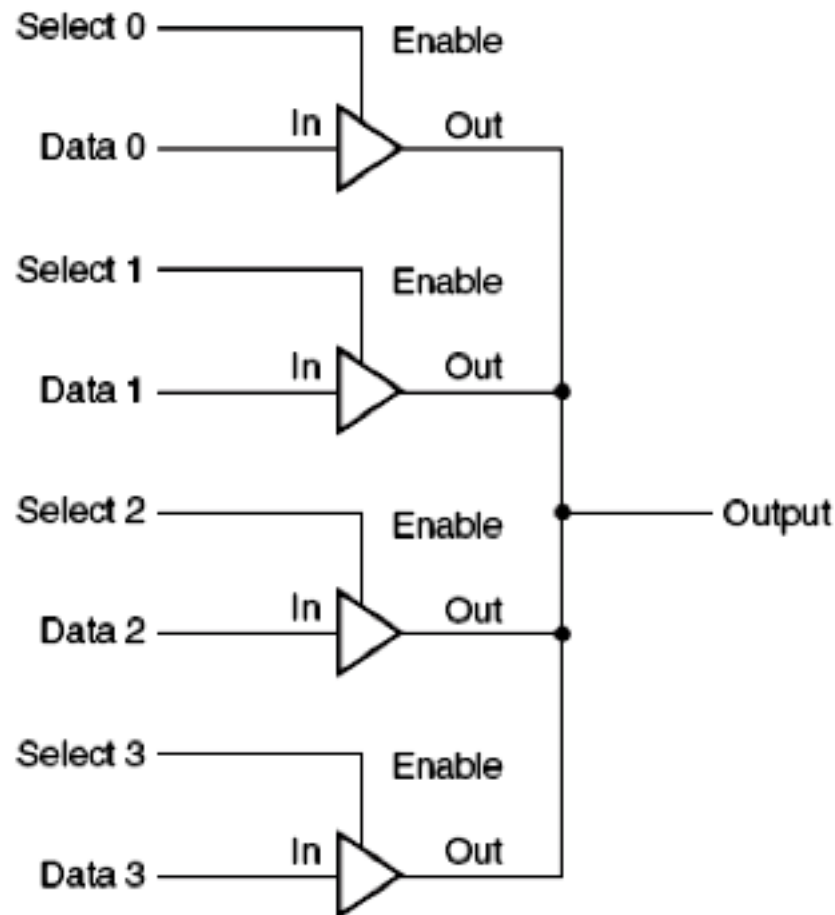 Select 0
Enable
In
Out
Data 0
Select 1
Enable
In
Out
Data 1
Select 2
Enable
Output
In
Out
Data 2
Select 3
Enable
In
Out
Data 3